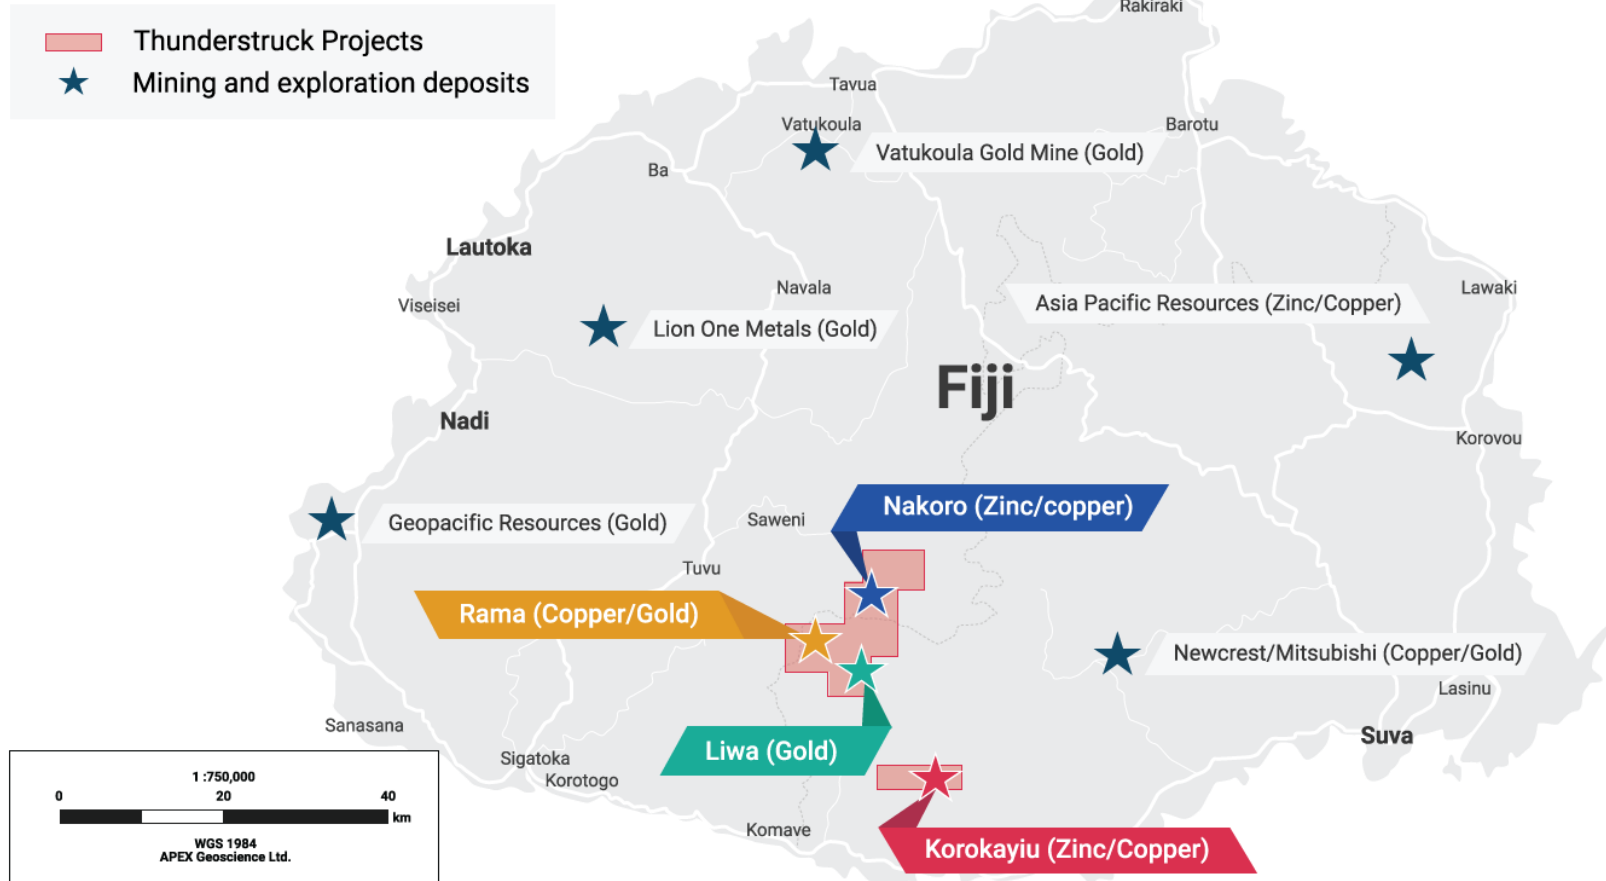 Rakiraki
Thunderstruck Projects
Mining and exploration deposits
Tavua
Vatukoula
Barotu
Vatukoula Gold Mine (Gold)
Ba
Lautoka
Navala
Lawaki
Viseisei
Asia Pacific Resources (Zinc/Copper)
Lion One Metals (Gold)
Fiji
Nadi
Korovou
Nakoro (Zinc/copper)
Geopacific Resources (Gold)
Saweni
Tuvu
Rama (Copper/Gold)
Newcrest/Mitsubishi (Copper/Gold)
Lasinu
Sanasana
Suva
Liwa (Gold)
Sigatoka
Korotogo
1 :750,000
0 20 40
km
WGS 1984
APEX Geoscience Ltd.
Komave
Korokayiu (Zinc/Copper)